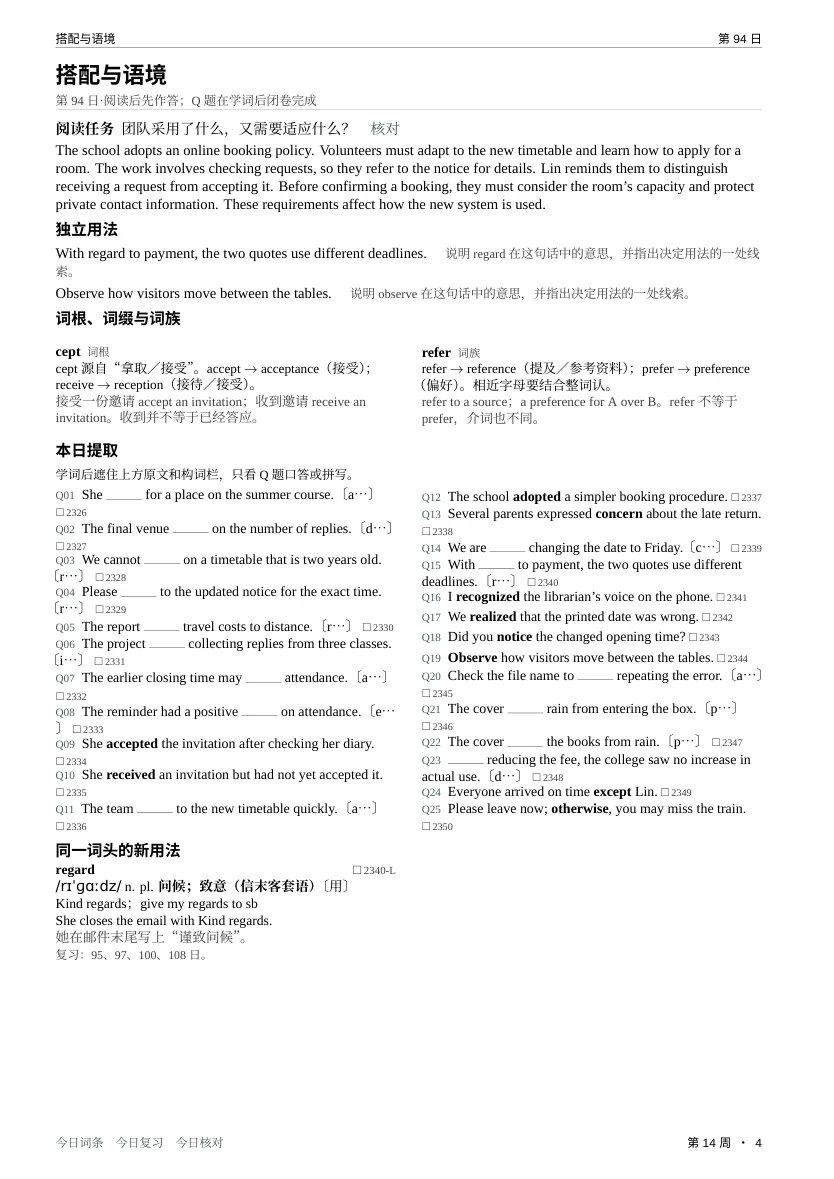 搭配与语境
第 94 日
搭配与语境
第 94 日·阅读后先作答；Q 题在学词后闭卷完成
阅读任务 团队采用了什么，又需要适应什么？ 核对
The school adopts an online booking policy. Volunteers must adapt to the new timetable and learn how to apply for a
room. The work involves checking requests, so they refer to the notice for details. Lin reminds them to distinguish
receiving a request from accepting it. Before confirming a booking, they must consider the room’s capacity and protect
private contact information. These requirements affect how the new system is used.
独立用法
With regard to payment, the two quotes use different deadlines. 说明 regard 在这句话中的意思，并指出决定用法的一处线
索。
Observe how visitors move between the tables. 说明 observe 在这句话中的意思，并指出决定用法的一处线索。
词根、词缀与词族
cept 词根
cept 源自“拿取／接受”。accept → acceptance（接受）；
receive → reception（接待／接受）。
接受一份邀请 accept an invitation；收到邀请 receive an
invitation。收到并不等于已经答应。
refer 词族
refer → reference（提及／参考资料）；prefer → preference
（偏好）。相近字母要结合整词认。
refer to a source；a preference for A over B。refer 不等于
prefer，介词也不同。
本日提取
学词后遮住上方原文和构词栏，只看 Q 题口答或拼写。
Q01 She _____ for a place on the summer course.〔a…〕
□ 2326
Q02 The final venue _____ on the number of replies.〔d…〕
□ 2327
Q03 We cannot _____ on a timetable that is two years old.
〔r…〕 □ 2328
Q04 Please _____ to the updated notice for the exact time.
〔r…〕 □ 2329
Q05 The report _____ travel costs to distance.〔r…〕 □ 2330
Q06 The project _____ collecting replies from three classes.
〔i…〕 □ 2331
Q07 The earlier closing time may _____ attendance.〔a…〕
□ 2332
Q08 The reminder had a positive _____ on attendance.〔e…
〕 □ 2333
Q09 She accepted the invitation after checking her diary.
□ 2334
Q10 She received an invitation but had not yet accepted it.
□ 2335
Q11 The team _____ to the new timetable quickly.〔a…〕
□ 2336
Q12 The school adopted a simpler booking procedure. □ 2337
Q13 Several parents expressed concern about the late return.
□ 2338
Q14 We are _____ changing the date to Friday.〔c…〕 □ 2339
Q15 With _____ to payment, the two quotes use different
deadlines.〔r…〕 □ 2340
Q16 I recognized the librarian’s voice on the phone. □ 2341
Q17 We realized that the printed date was wrong. □ 2342
Q18 Did you notice the changed opening time? □ 2343
Q19 Observe how visitors move between the tables. □ 2344
Q20 Check the file name to _____ repeating the error.〔a…〕
□ 2345
Q21 The cover _____ rain from entering the box.〔p…〕
□ 2346
Q22 The cover _____ the books from rain.〔p…〕 □ 2347
Q23 _____ reducing the fee, the college saw no increase in
actual use.〔d…〕 □ 2348
Q24 Everyone arrived on time except Lin. □ 2349
Q25 Please leave now; otherwise, you may miss the train.
□ 2350
同一词头的新用法
regard □ 2340-L
/rɪˈɡɑːdz/ n. pl. 问候；致意（信末客套语）〔用〕
Kind regards；give my regards to sb
She closes the email with Kind regards.
她在邮件末尾写上“谨致问候”。
复习：95、97、100、108 日。
今日词条 今日复习 今日核对
第 14 周 · 4